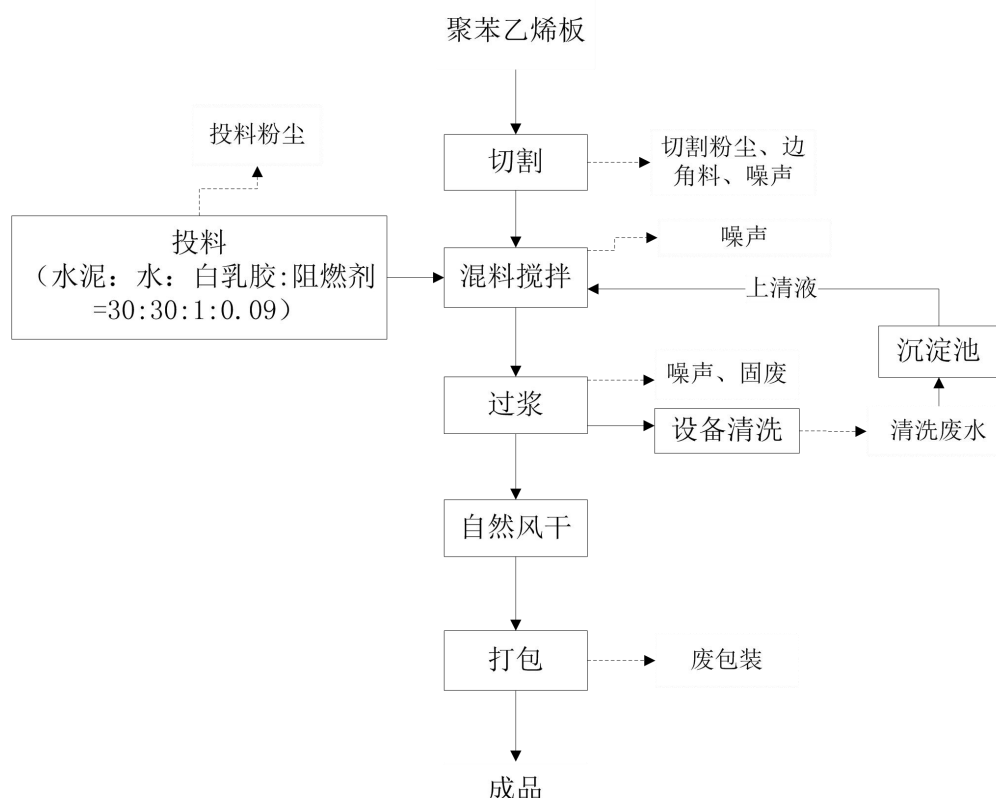 聚苯乙烯板
投料粉尘
切割
切割粉尘、边
角料、噪声
投料
（水泥：水：白乳胶:阻燃剂
=30:30:1:0.09）
混料搅拌
噪声
上清液
沉淀池
过浆
噪声、固废
设备清洗
清洗废水
自然风干
打包
废包装
成品